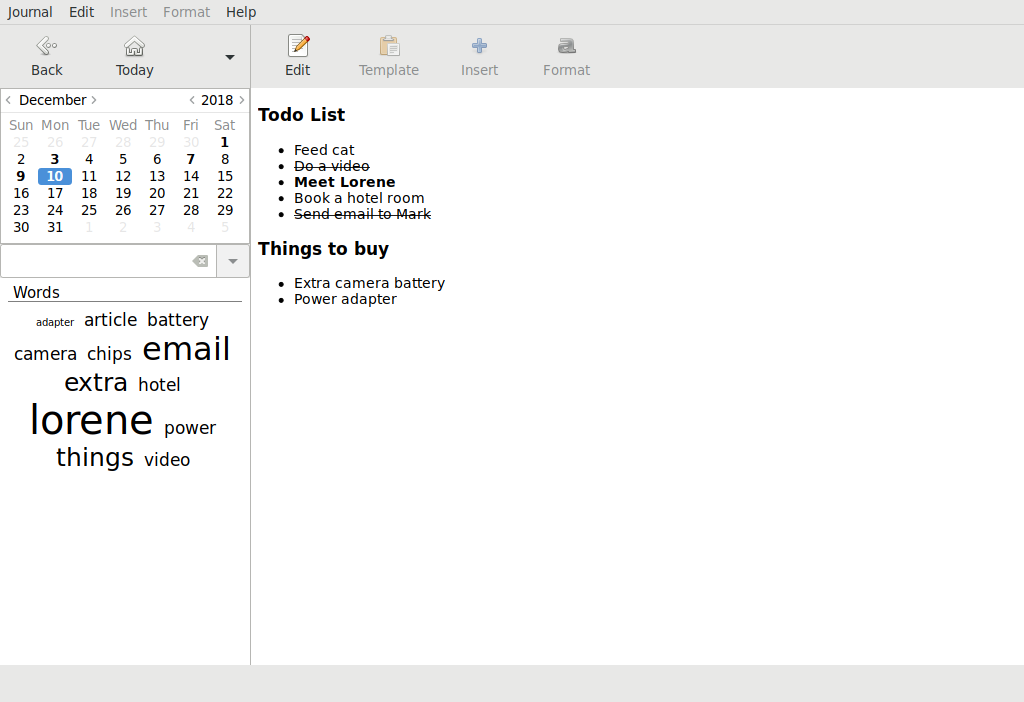 Journal Edit Insert Format Help
Back Today Edit Template Insert Format
December 2018
Sun Mon Tue Wed Thu Fri Sat
25 26 27 28 29 30 1
2 3 4 5 6 7 8
9 10 11 12 13 14 15
16 17 18 19 20 21 22
23 24 25 26 27 28 29
30 31 1 2 3 4 5
Words
adapter article battery
camera chips email
extra hotel
lorene power
things video
Todo List
• Feed cat
• Do a video
• Meet Lorene
• Book a hotel room
• Send email to Mark
Things to buy
• Extra camera battery
• Power adapter